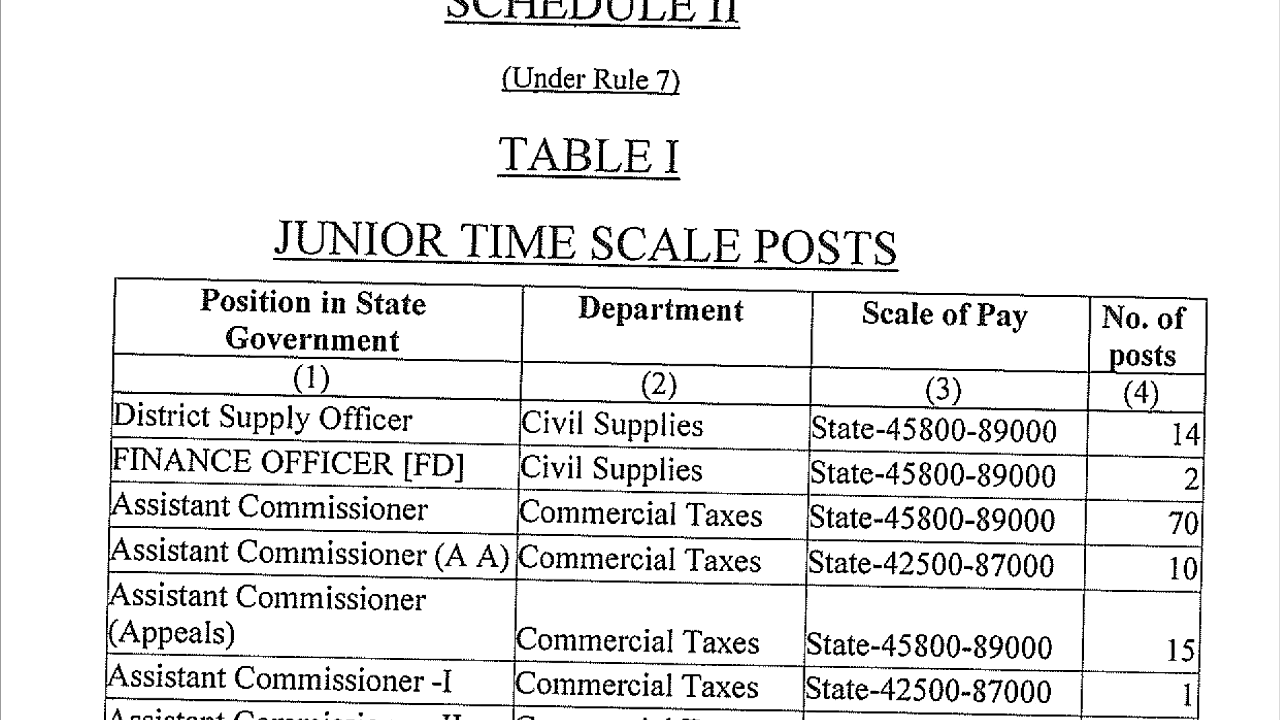 SCHEDULE II
(Under Rule 7)
TABLE I
JUNIOR TIME SCALE POSTS
Position in State Government Department Scale of Pay No. of posts
(1) (2) (3) (4)
District Supply Officer Civil Supplies State-45800-89000 14
FINANCE OFFICER [FD] Civil Supplies State-45800-89000 2
Assistant Commissioner Commercial Taxes State-45800-89000 70
Assistant Commissioner (A A) Commercial Taxes State-42500-87000 10
Assistant Commissioner (Appeals) Commercial Taxes State-45800-89000 15
Assistant Commissioner -I Commercial Taxes State-42500-87000 1